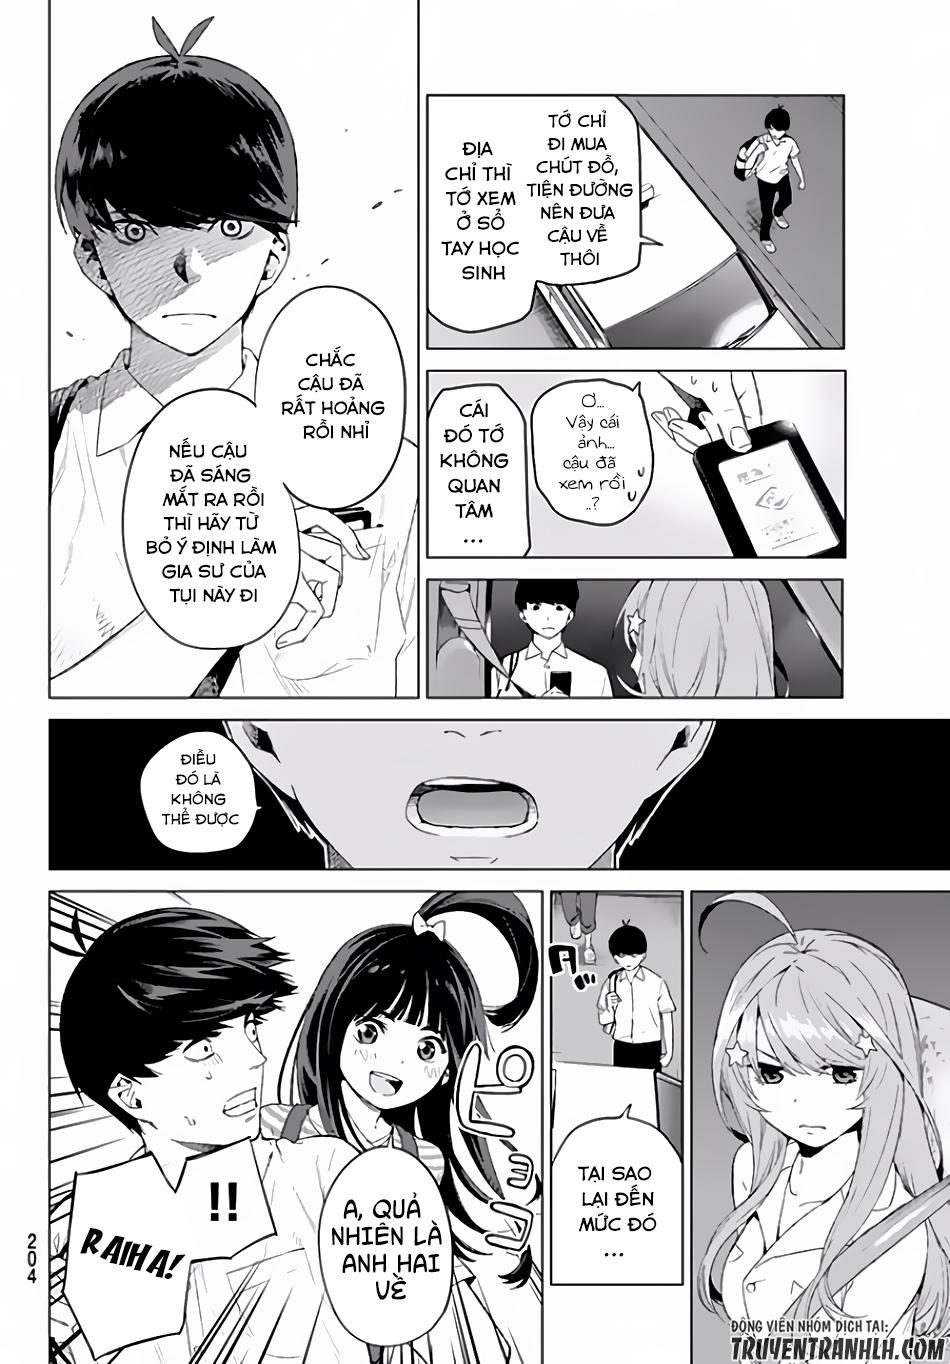 TỚ CHỈ
ĐI MUA
CHÚT ĐỒ,
TIỆN ĐƯỜNG
NÊN ĐƯA
CẬU VỀ
THÔI
ĐỊA
CHỈ THÌ
TỚ XEM
Ở SỔ
TAY HỌC
SINH
Ơ...
Vậy cái
ảnh...
cậu đã
xem rồi
..?
CÁI
ĐÓ TỚ
KHÔNG
QUAN
TÂM
...
CHẮC
CẬU ĐÃ
RẤT HOẢNG
RỒI NHỈ
NẾU CẬU
ĐÃ SÁNG
MẮT RA RỒI
THÌ HÃY TỪ
BỎ Ý ĐỊNH LÀM
GIA SƯ CỦA
TỤI NÀY ĐI
ĐIỀU
ĐÓ LÀ
KHÔNG
THỂ ĐƯỢC
TẠI SAO
LẠI ĐẾN
MỨC ĐÓ
...
ピョコ
A, QUẢ
NHIÊN LÀ
ANH HAI
VỀ
!!
RAIHA!
204
ĐỘNG VIÊN NHÓM DỊCH TẠI:
TRUYENTRANHLH.COM